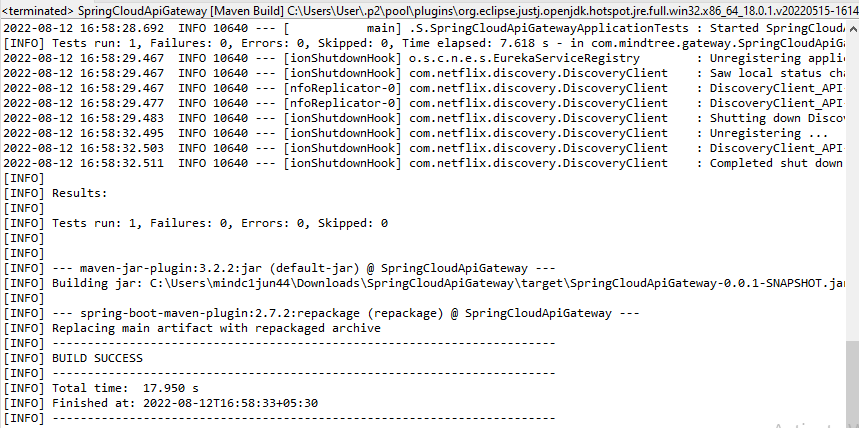 <terminated> SpringCloudApiGateway [Maven Build] C:\Users\User\.p2\pool\plugins\org.eclipse.justj.openjdk.hotspot.jre.full.win32.x86_64_18.0.1.v20220515-1614
2022-08-12 16:58:28.692  INFO 10640 --- [           main] .S.SpringCloudApiGatewayApplicationTests : Started SpringClouda
[INFO] Tests run: 1, Failures: 0, Errors: 0, Skipped: 0, Time elapsed: 7.618 s - in com.mindtree.gateway.SpringCloudApiGa
2022-08-12 16:58:29.467  INFO 10640 --- [ionShutdownHook] o.s.c.n.e.s.EurekaServiceRegistry        : Unregistering applic
2022-08-12 16:58:29.467  INFO 10640 --- [ionShutdownHook] com.netflix.discovery.DiscoveryClient    : Saw local status cha
2022-08-12 16:58:29.467  INFO 10640 --- [nfoReplicator-0] com.netflix.discovery.DiscoveryClient    : DiscoveryClient_API-
2022-08-12 16:58:29.477  INFO 10640 --- [nfoReplicator-0] com.netflix.discovery.DiscoveryClient    : DiscoveryClient_API-
2022-08-12 16:58:29.483  INFO 10640 --- [ionShutdownHook] com.netflix.discovery.DiscoveryClient    : Shutting down Disco
2022-08-12 16:58:32.495  INFO 10640 --- [ionShutdownHook] com.netflix.discovery.DiscoveryClient    : Unregistering ...
2022-08-12 16:58:32.503  INFO 10640 --- [ionShutdownHook] com.netflix.discovery.DiscoveryClient    : DiscoveryClient_API-
2022-08-12 16:58:32.511  INFO 10640 --- [ionShutdownHook] com.netflix.discovery.DiscoveryClient    : Completed shut down
[INFO]
[INFO] Results:
[INFO]
[INFO] Tests run: 1, Failures: 0, Errors: 0, Skipped: 0
[INFO]
[INFO]
[INFO] --- maven-jar-plugin:3.2.2:jar (default-jar) @ SpringCloudApiGateway ---
[INFO] Building jar: C:\Users\mindc1jun44\Downloads\SpringCloudApiGateway\target\SpringCloudApiGateway-0.0.1-SNAPSHOT.jar
[INFO]
[INFO] --- spring-boot-maven-plugin:2.7.2:repackage (repackage) @ SpringCloudApiGateway ---
[INFO] Replacing main artifact with repackaged archive
[INFO] ------------------------------------------------------------------------
[INFO] BUILD SUCCESS
[INFO] ------------------------------------------------------------------------
[INFO] Total time:  17.950 s
[INFO] Finished at: 2022-08-12T16:58:33+05:30
[INFO] ------------------------------------------------------------------------